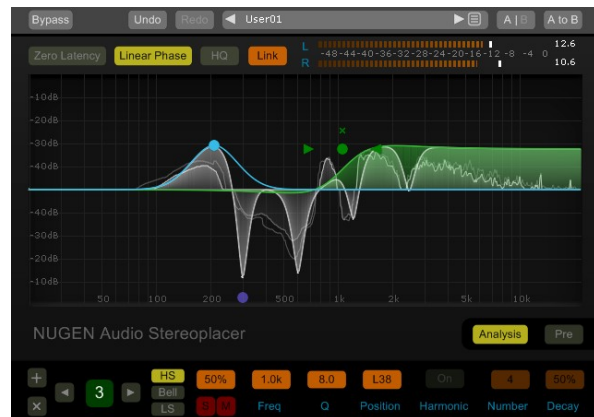 Bypass Undo Redo User01 A | B A to B
L 12.6
Zero Latency Linear Phase HQ Link -48-44-40-36-32-28-24-20-16-12 -8 -4 0
R 10.6
-10dB
-20dB
-30dB
-40dB
-40dB
-30dB
-20dB
-10dB
50 100 200 500 1k 2k 5k 10k
NUGEN Audio Stereoplacer Analysis Pre
+ HS 50% 1.0k 8.0 L38 On 4 50%
3 Bell
× LS S M Freq Q Position Harmonic Number Decay